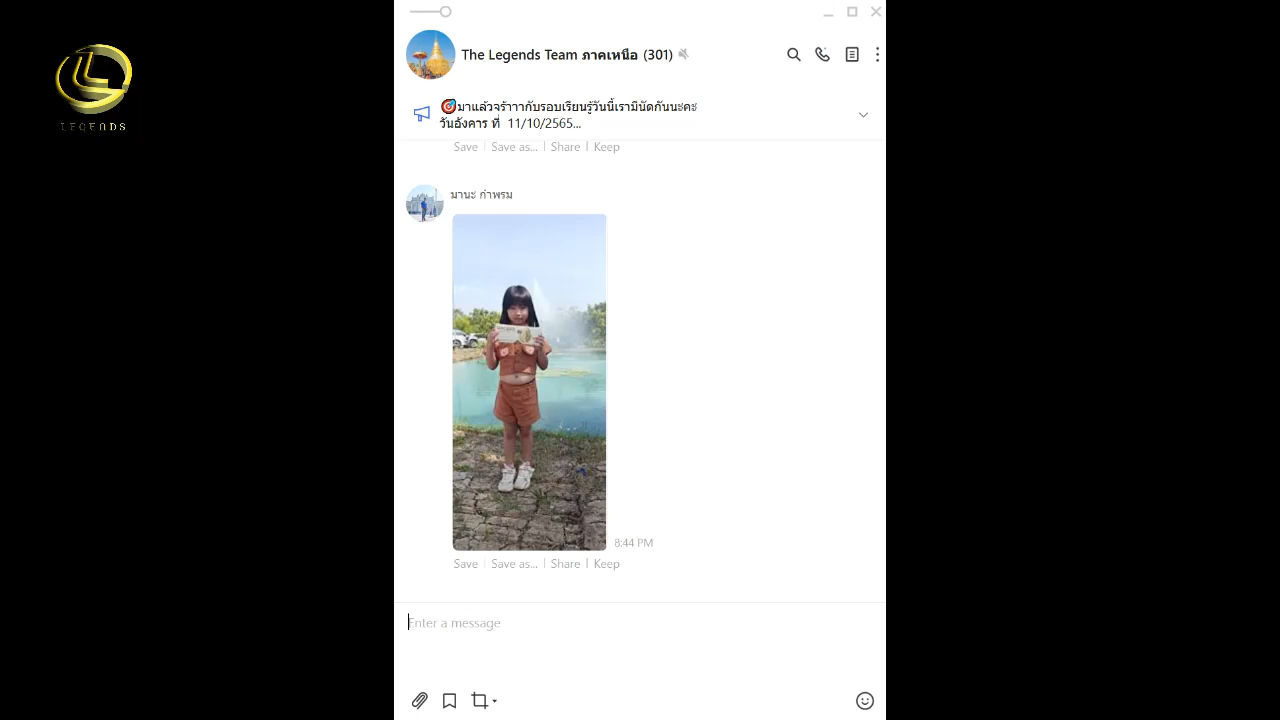 LEGENDS
The Legends Team ภาคเหนือ (301)
🎯มาแล้วจร้าาากับรอบเรียนรู้วันนี้เรามีนัดกันนะคะ
วันอังคาร ที่ 11/10/2565...
Save Save as... Share Keep
มานะ กำพรม
8:44 PM
Save Save as... Share Keep
Enter a message